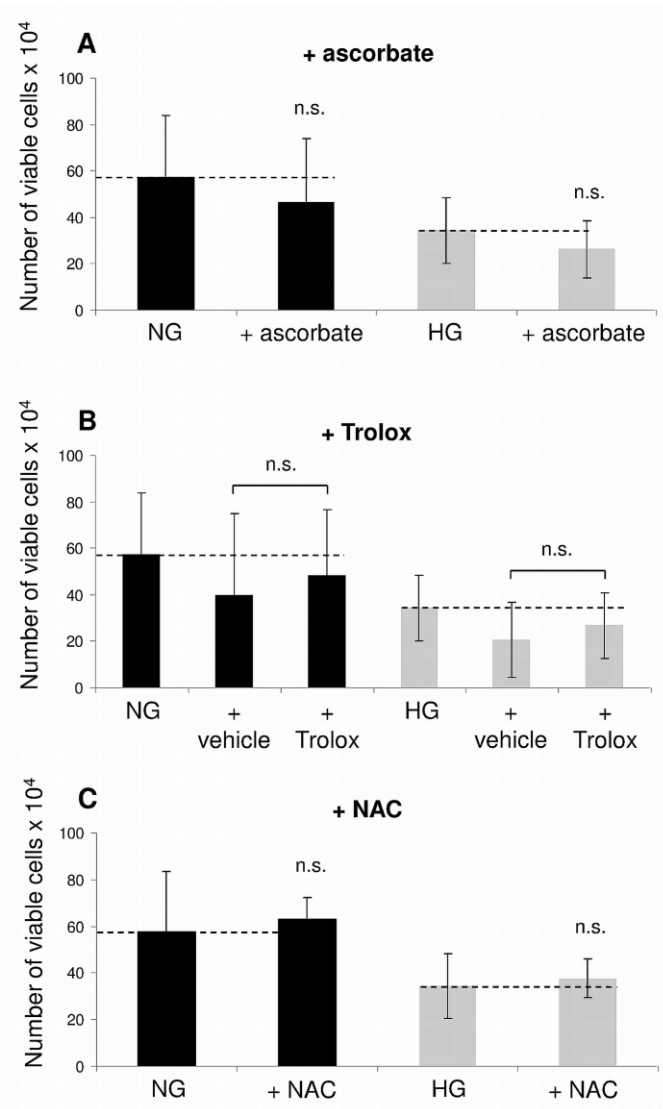 A
+ ascorbate
Number of viable cells x 10⁴
100
80
60
40
20
0
n.s.
n.s.
NG
+ ascorbate
HG
+ ascorbate
B
+ Trolox
Number of viable cells x 10⁴
100
80
60
40
20
0
n.s.
n.s.
NG
+
vehicle
+
Trolox
HG
+
vehicle
+
Trolox
C
+ NAC
Number of viable cells x 10⁴
100
80
60
40
20
0
n.s.
n.s.
NG
+ NAC
HG
+ NAC